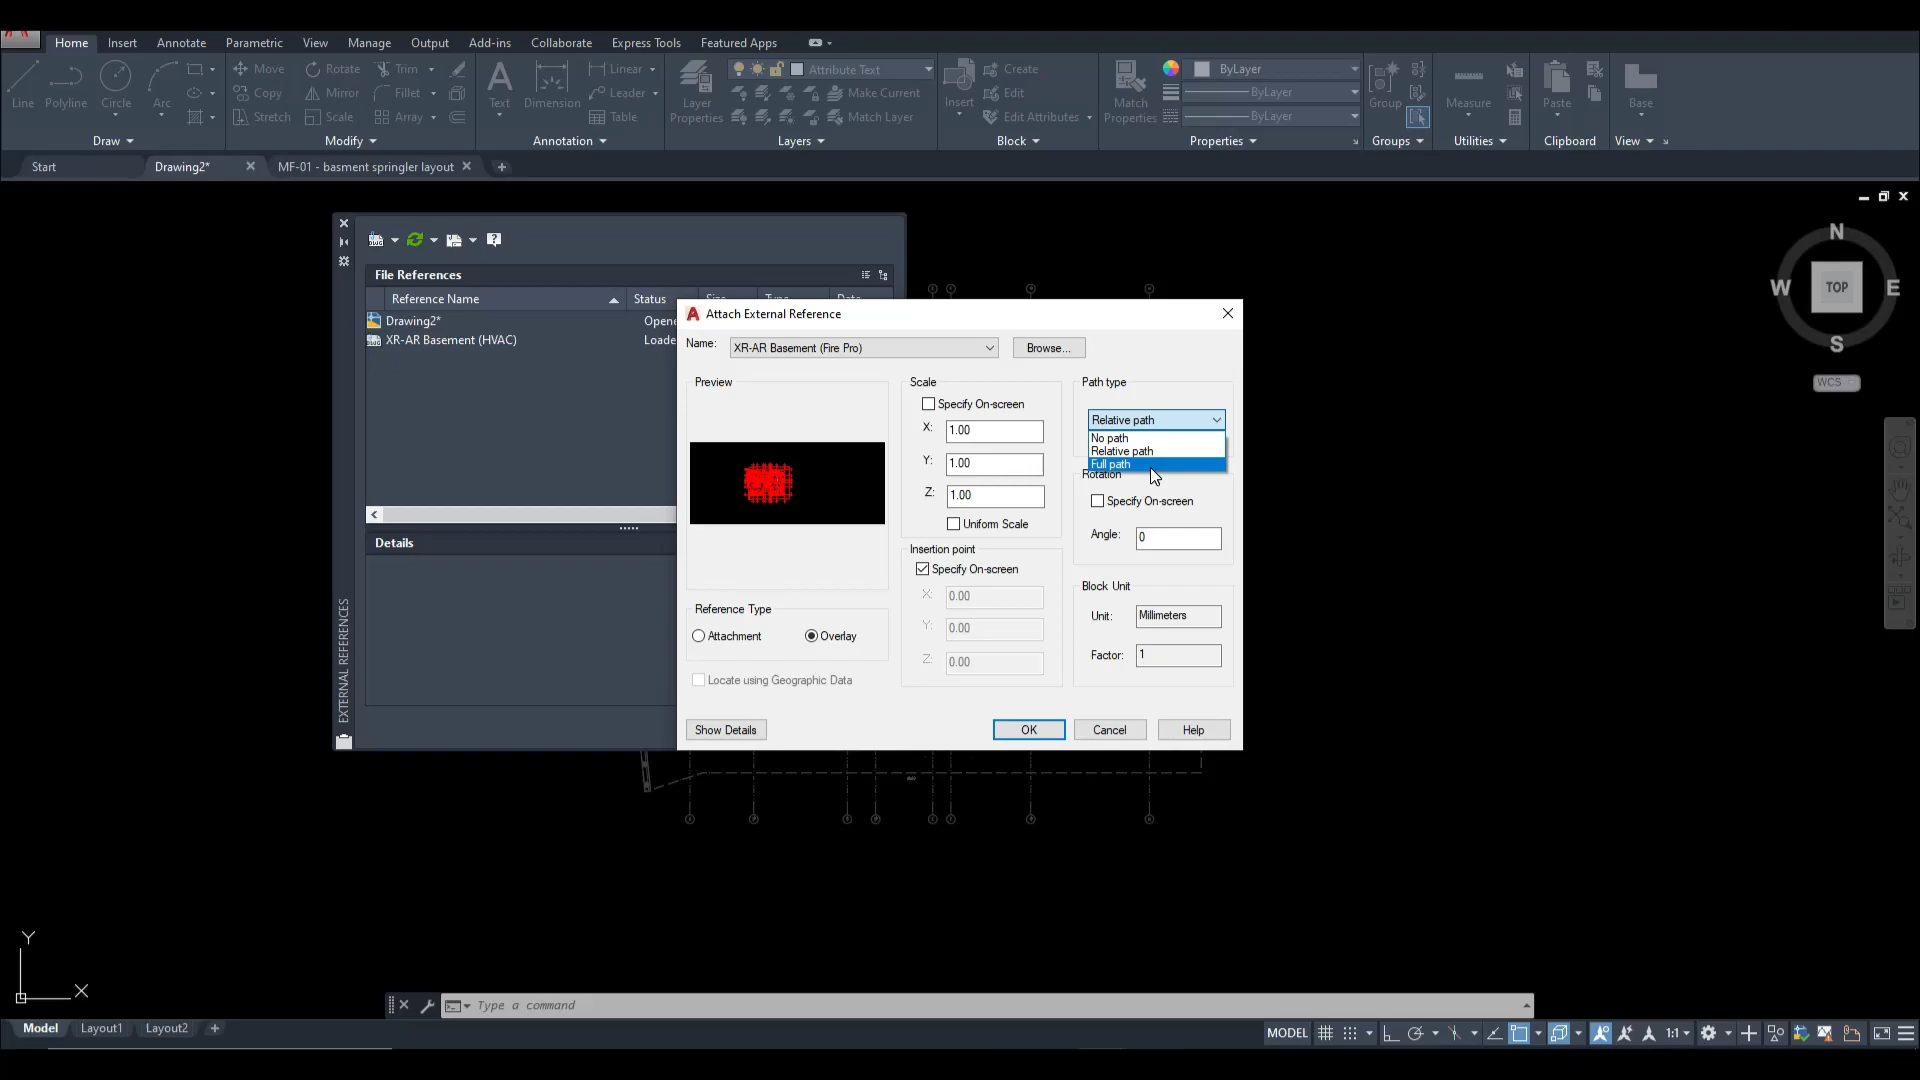 Home Insert Annotate Parametric View Manage Output Add-ins Collaborate Express Tools Featured Apps
Line Polyline Circle Arc
Move Rotate Trim
Copy Mirror Fillet
Stretch Scale Array
Text Dimension
Linear
Leader
Table
Layer Properties
Attribute Text
Make Current
Match Layer
Insert
Create
Edit
Edit Attributes
Match Properties
ByLayer
ByLayer
ByLayer
Group
Measure
Paste
Base
Draw Modify Annotation Layers Block Properties Groups Utilities Clipboard View
Start Drawing2* MF-01 - basment springler layout
N
W TOP E
S
WCS
EXTERNAL REFERENCES
File References
Reference Name Status Size Type Date
Drawing2* Opene
XR-AR Basement (HVAC) Loade
Details
Attach External Reference
Name: XR-AR Basement (Fire Pro) Browse...
Preview
Scale
Specify On-screen
X: 1.00
Y: 1.00
Z: 1.00
Uniform Scale
Path type
Relative path
No path
Relative path
Full path
Rotation
Specify On-screen
Angle: 0
Insertion point
Specify On-screen
X: 0.00
Y: 0.00
Z: 0.00
Block Unit
Unit: Millimeters
Factor: 1
Reference Type
Attachment Overlay
Locate using Geographic Data
Show Details OK Cancel Help
Y
X
Type a command
Model Layout1 Layout2
MODEL 1:1